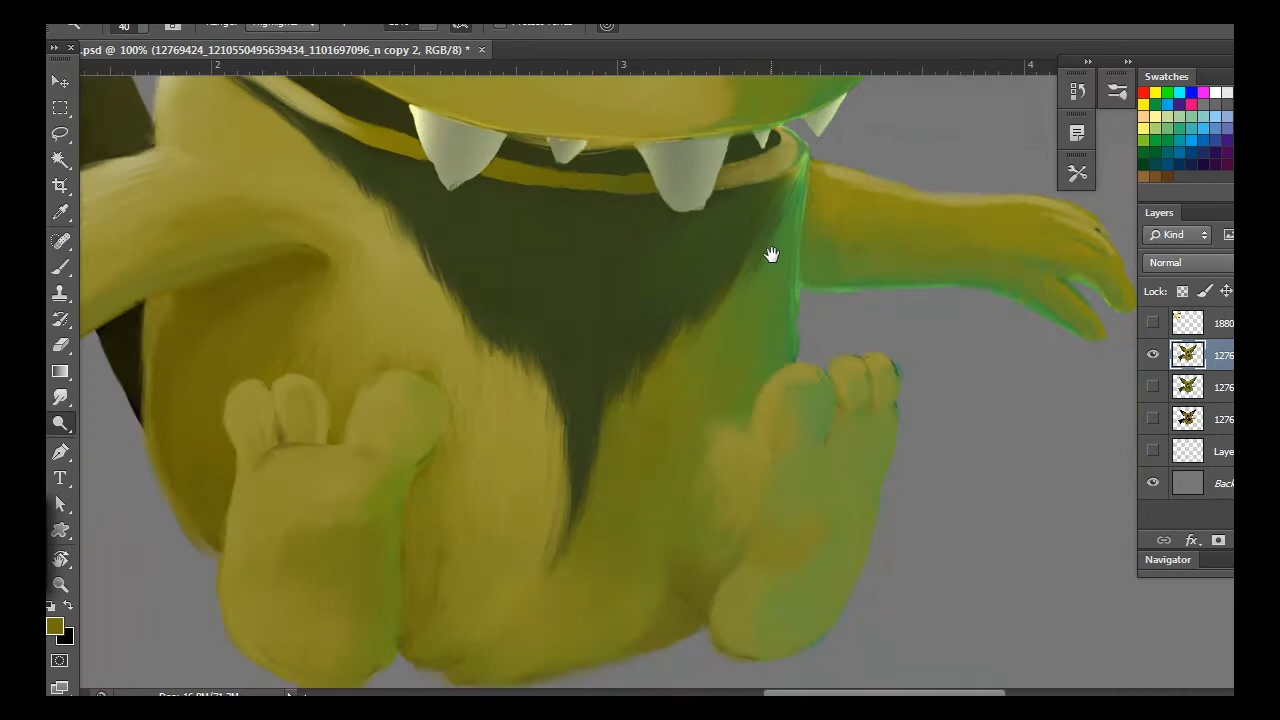 40
.psd @ 100% (12769424_1210550495639434_1101697096_n copy 2, RGB/8) *
2 3 4
Swatches
Layers
Kind
Normal
Lock:
1880
1276
1276
1276
Laye
Back
fx.
Navigator
T